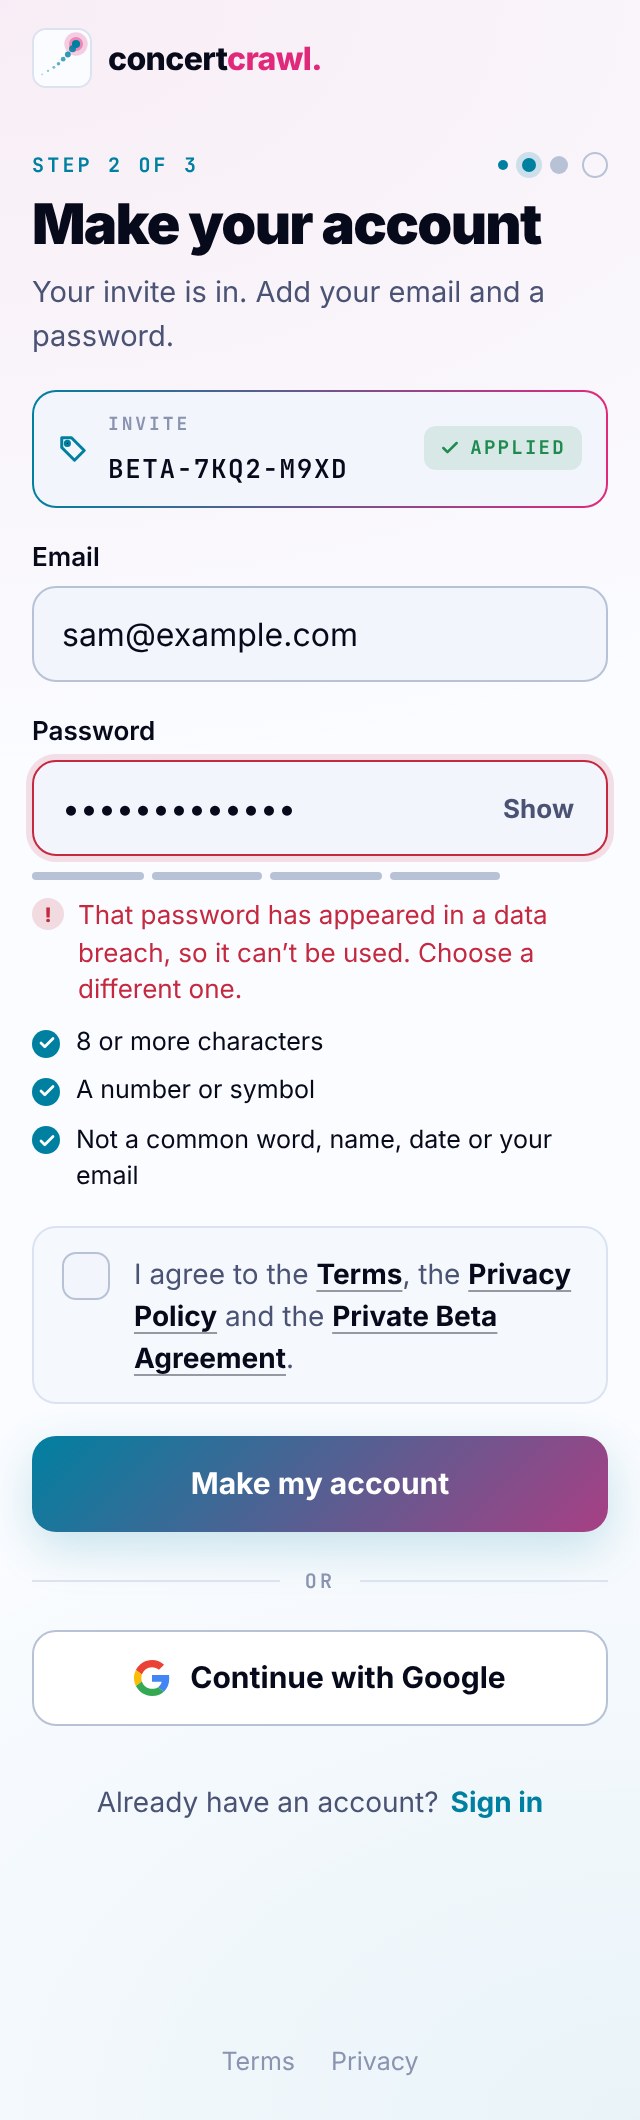 concertcrawl.
STEP 2 OF 3
Make your account
Your invite is in. Add your email and a
password.
INVITE
BETA-7KQ2-M9XD
APPLIED
Email
sam@example.com
Password
•••••••••••••
Show
That password has appeared in a data
breach, so it can’t be used. Choose a
different one.
8 or more characters
A number or symbol
Not a common word, name, date or your
email
I agree to the Terms, the Privacy
Policy and the Private Beta
Agreement.
Make my account
OR
Continue with Google
Already have an account? Sign in
Terms Privacy